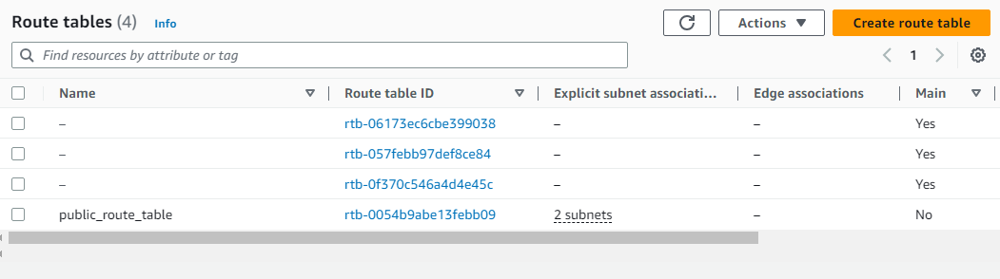 Route tables (4) Info Actions Create route table
Find resources by attribute or tag 1
Name Route table ID Explicit subnet associati... Edge associations Main
– rtb-06173ec6cbe399038 – – Yes
– rtb-057febb97def8ce84 – – Yes
– rtb-0f370c546a4d4e45c – – Yes
public_route_table rtb-0054b9abe13febb09 2 subnets – No